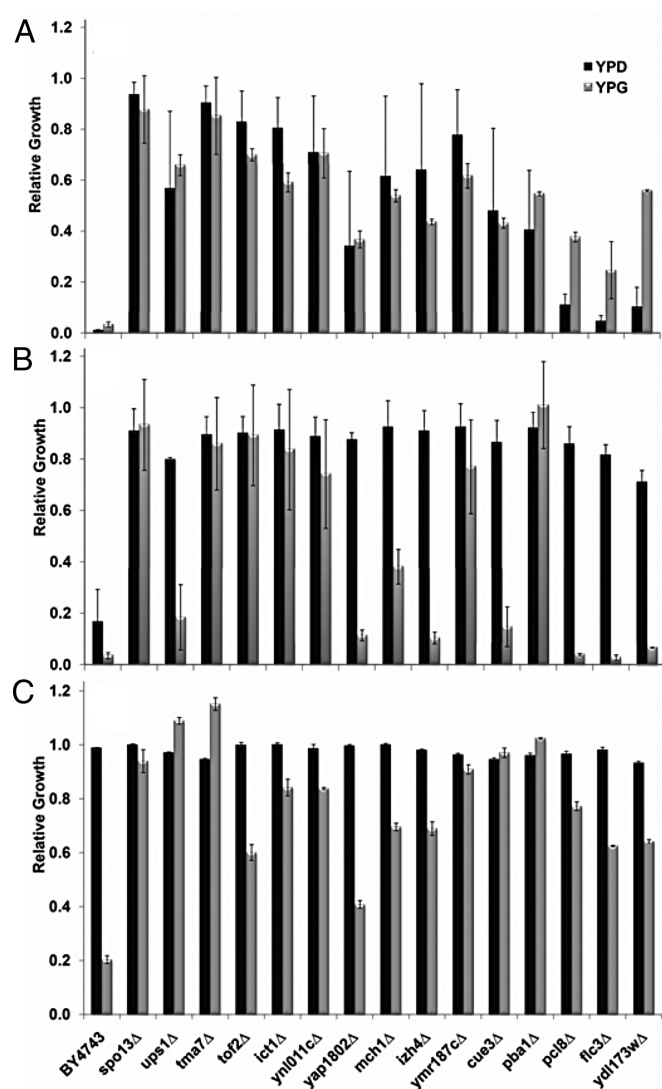 A
1.2
1.0
0.8
0.6
0.4
0.2
0.0
Relative Growth
YPD
YPG
B
1.2
1.0
0.8
0.6
0.4
0.2
0.0
Relative Growth
C
1.2
1.0
0.8
0.6
0.4
0.2
0.0
Relative Growth
BY4743
spo13Δ
ups1Δ
tma7Δ
tof2Δ
ict1Δ
ynl011cΔ
yap1802Δ
mch1Δ
izh4Δ
ymr187cΔ
cue3Δ
pba1Δ
pcl8Δ
flc3Δ
ydl173wΔ